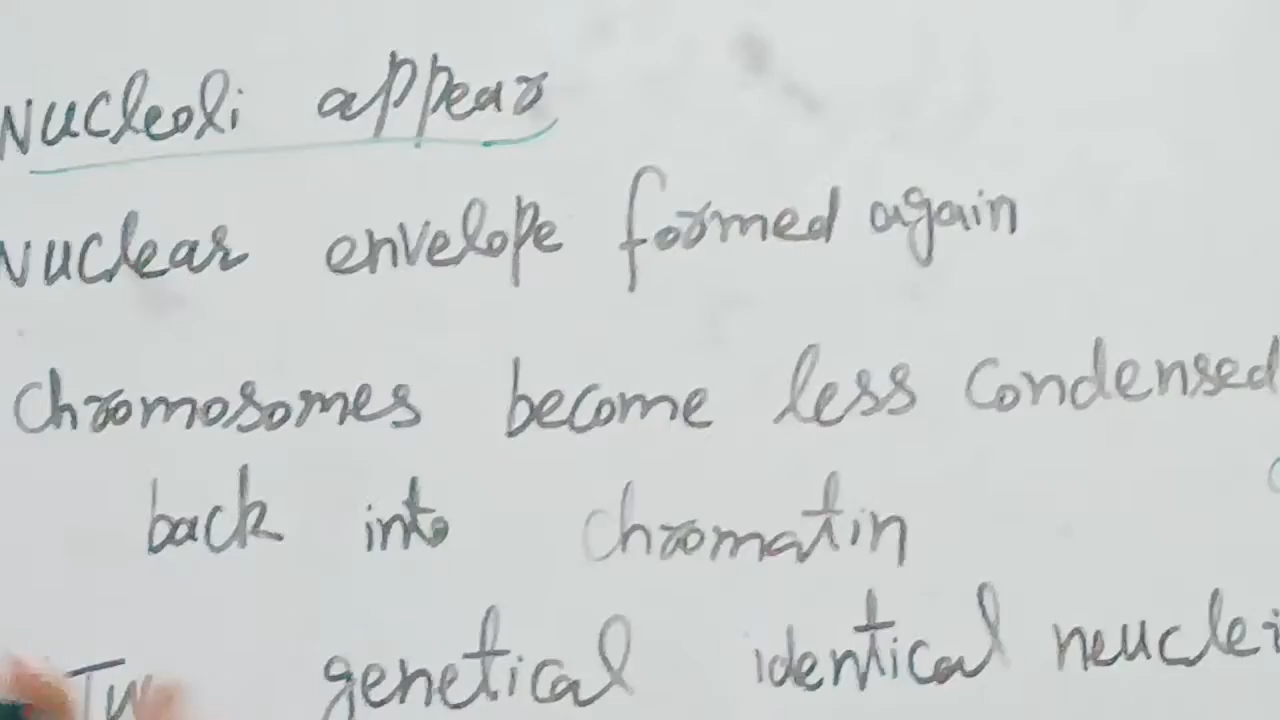 Nucleoli appear
Nuclear envelope formed again
Chromosomes become less condensed
back into chromatin
genetical identical neuclei